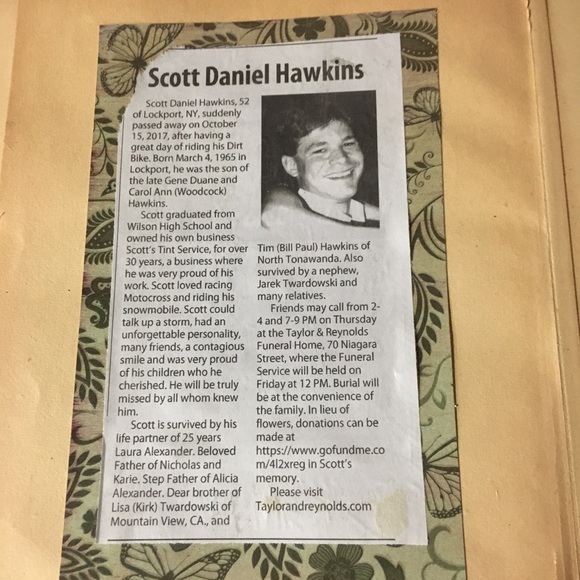 Scott Daniel Hawkins
Scott Daniel Hawkins, 52
of Lockport, NY, suddenly
passed away on October
15, 2017, after having a
great day of riding his Dirt
Bike. Born March 4, 1965 in
Lockport, he was the son of
the late Gene Duane and
Carol Ann (Woodcock)
Hawkins.
Scott graduated from
Wilson High School and
owned his own business
Scott's Tint Service, for over
30 years, a business where
he was very proud of his
work. Scott loved racing
Motocross and riding his
snowmobile. Scott could
talk up a storm, had an
unforgettable personality,
many friends, a contagious
smile and was very proud
of his children who he
cherished. He will be truly
missed by all whom knew
him.
Scott is survived by his
life partner of 25 years
Laura Alexander. Beloved
Father of Nicholas and
Karie. Step Father of Alicia
Alexander. Dear brother of
Lisa (Kirk) Twardowski of
Mountain View, CA., and
Tim (Bill Paul) Hawkins of
North Tonawanda. Also
survived by a nephew,
Jarek Twardowski and
many relatives.
Friends may call from 2-
4 and 7-9 PM on Thursday
at the Taylor & Reynolds
Funeral Home, 70 Niagara
Street, where the Funeral
Service will be held on
Friday at 12 PM. Burial will
be at the convenience of
the family. In lieu of
flowers, donations can be
made at
https://www.gofundme.co
m/4l2xreg in Scott's
memory.
Please visit
Taylorandreynolds.com